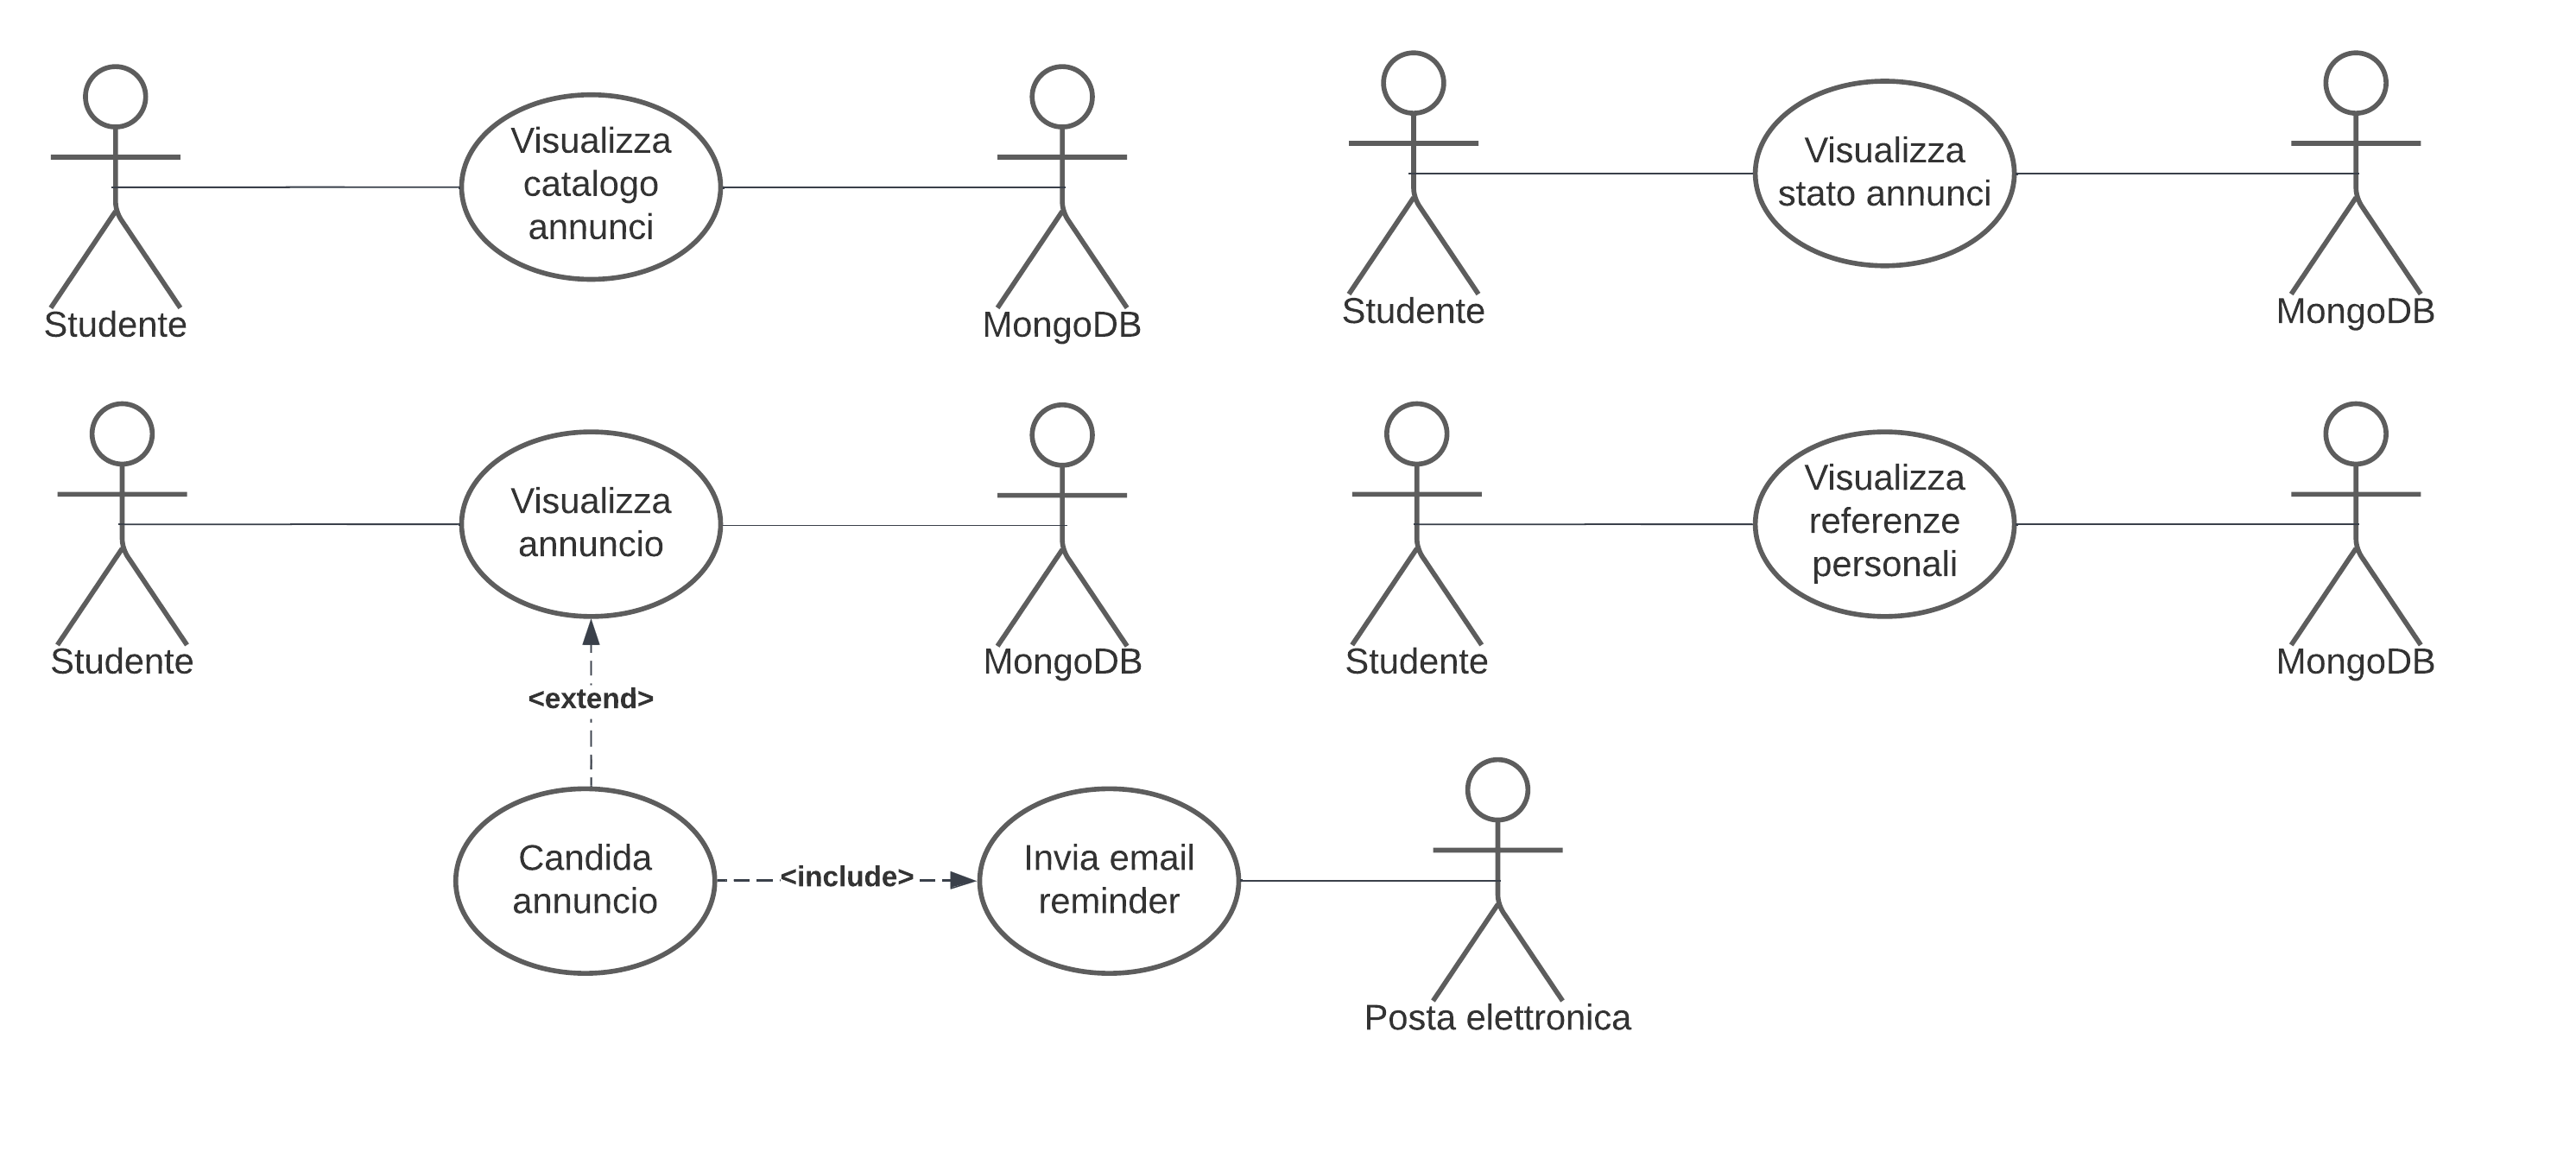 Visualizza
catalogo
annunci
Studente
MongoDB
Visualizza
stato annunci
Studente
MongoDB
Visualizza
annuncio
Studente
MongoDB
Visualizza
referenze
personali
Studente
MongoDB
<extend>
Candida
annuncio
<include>
Invia email
reminder
Posta elettronica